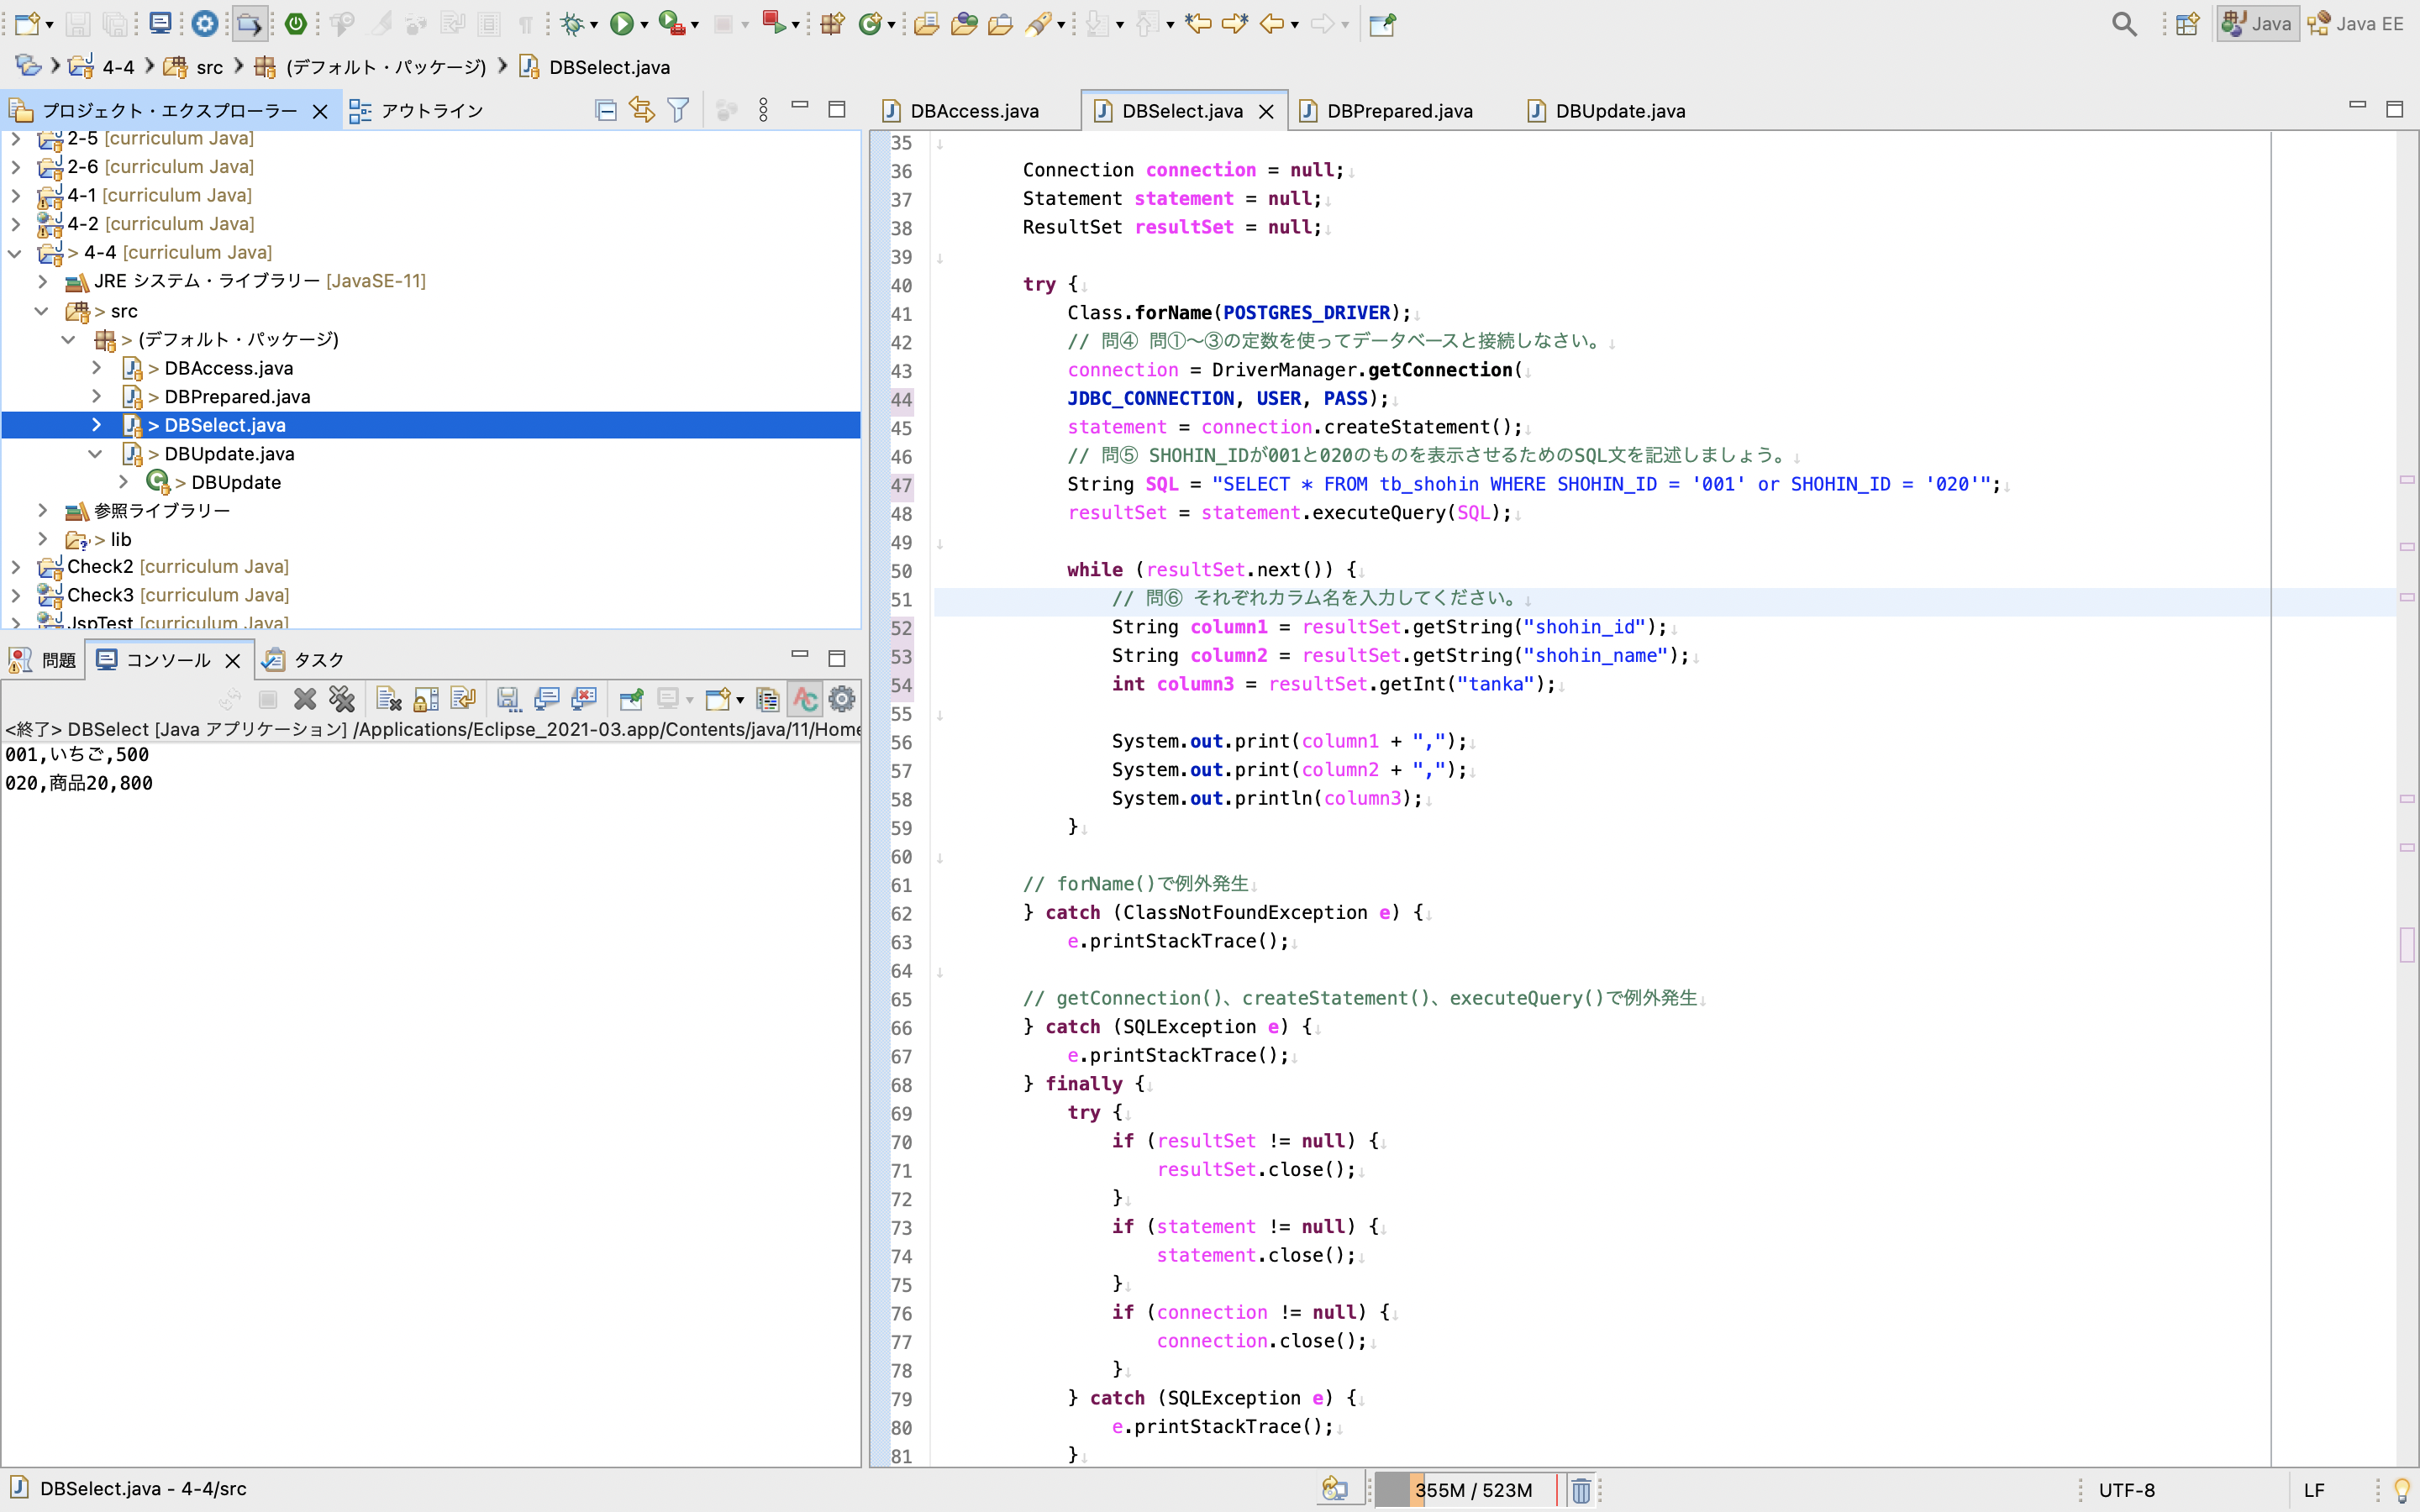 Java
Java EE
4-4
src
(デフォルト・パッケージ)
DBSelect.java
プロジェクト・エクスプローラー
アウトライン
2-5 [curriculum Java]
2-6 [curriculum Java]
4-1 [curriculum Java]
4-2 [curriculum Java]
> 4-4 [curriculum Java]
JRE システム・ライブラリー [JavaSE-11]
> src
> (デフォルト・パッケージ)
> DBAccess.java
> DBPrepared.java
> DBSelect.java
> DBUpdate.java
> DBUpdate
参照ライブラリー
> lib
Check2 [curriculum Java]
Check3 [curriculum Java]
JspTest [curriculum Java]
問題
コンソール
タスク
<終了> DBSelect [Java アプリケーション] /Applications/Eclipse_2021-03.app/Contents/java/11/Home
001,いちご,500
020,商品20,800
DBAccess.java
DBSelect.java
DBPrepared.java
DBUpdate.java
35
36 Connection connection = null;
37 Statement statement = null;
38 ResultSet resultSet = null;
39
40 try {
41 Class.forName(POSTGRES_DRIVER);
42 // 問④ 問①〜③の定数を使ってデータベースと接続しなさい。
43 connection = DriverManager.getConnection(
44 JDBC_CONNECTION, USER, PASS);
45 statement = connection.createStatement();
46 // 問⑤ SHOHIN_IDが001と020のものを表示させるためのSQL文を記述しましょう。
47 String SQL = "SELECT * FROM tb_shohin WHERE SHOHIN_ID = '001' or SHOHIN_ID = '020'";
48 resultSet = statement.executeQuery(SQL);
49
50 while (resultSet.next()) {
51 // 問⑥ それぞれカラム名を入力してください。
52 String column1 = resultSet.getString("shohin_id");
53 String column2 = resultSet.getString("shohin_name");
54 int column3 = resultSet.getInt("tanka");
55
56 System.out.print(column1 + ",");
57 System.out.print(column2 + ",");
58 System.out.println(column3);
59 }
60
61 // forName()で例外発生
62 } catch (ClassNotFoundException e) {
63 e.printStackTrace();
64
65 // getConnection()、createStatement()、executeQuery()で例外発生
66 } catch (SQLException e) {
67 e.printStackTrace();
68 } finally {
69 try {
70 if (resultSet != null) {
71 resultSet.close();
72 }
73 if (statement != null) {
74 statement.close();
75 }
76 if (connection != null) {
77 connection.close();
78 }
79 } catch (SQLException e) {
80 e.printStackTrace();
81 }
DBSelect.java - 4-4/src
355M / 523M
UTF-8
LF